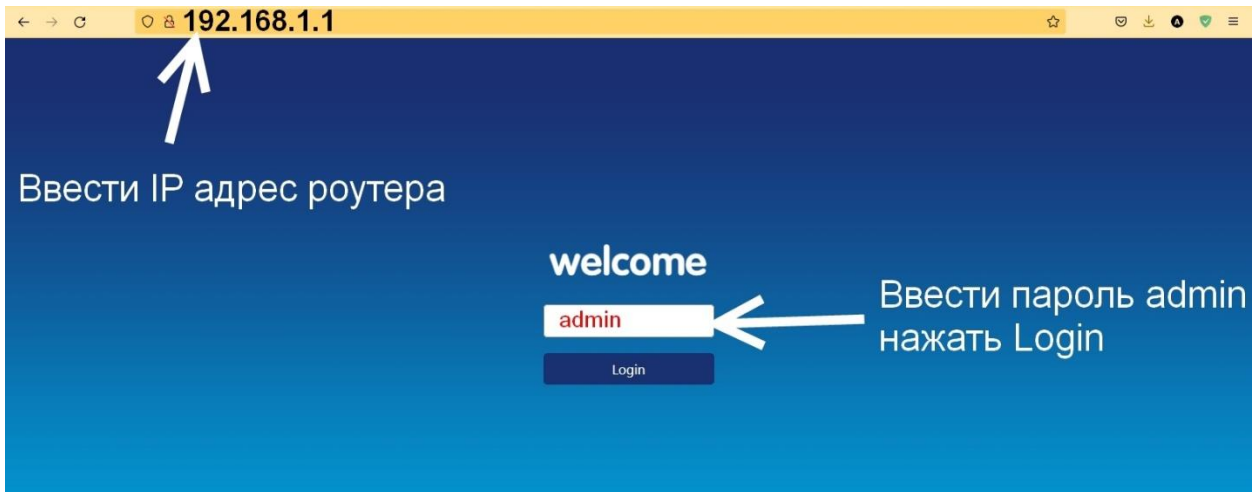 192.168.1.1
Ввести IP адрес роутера
welcome
admin
Login
Ввести пароль admin
нажать Login